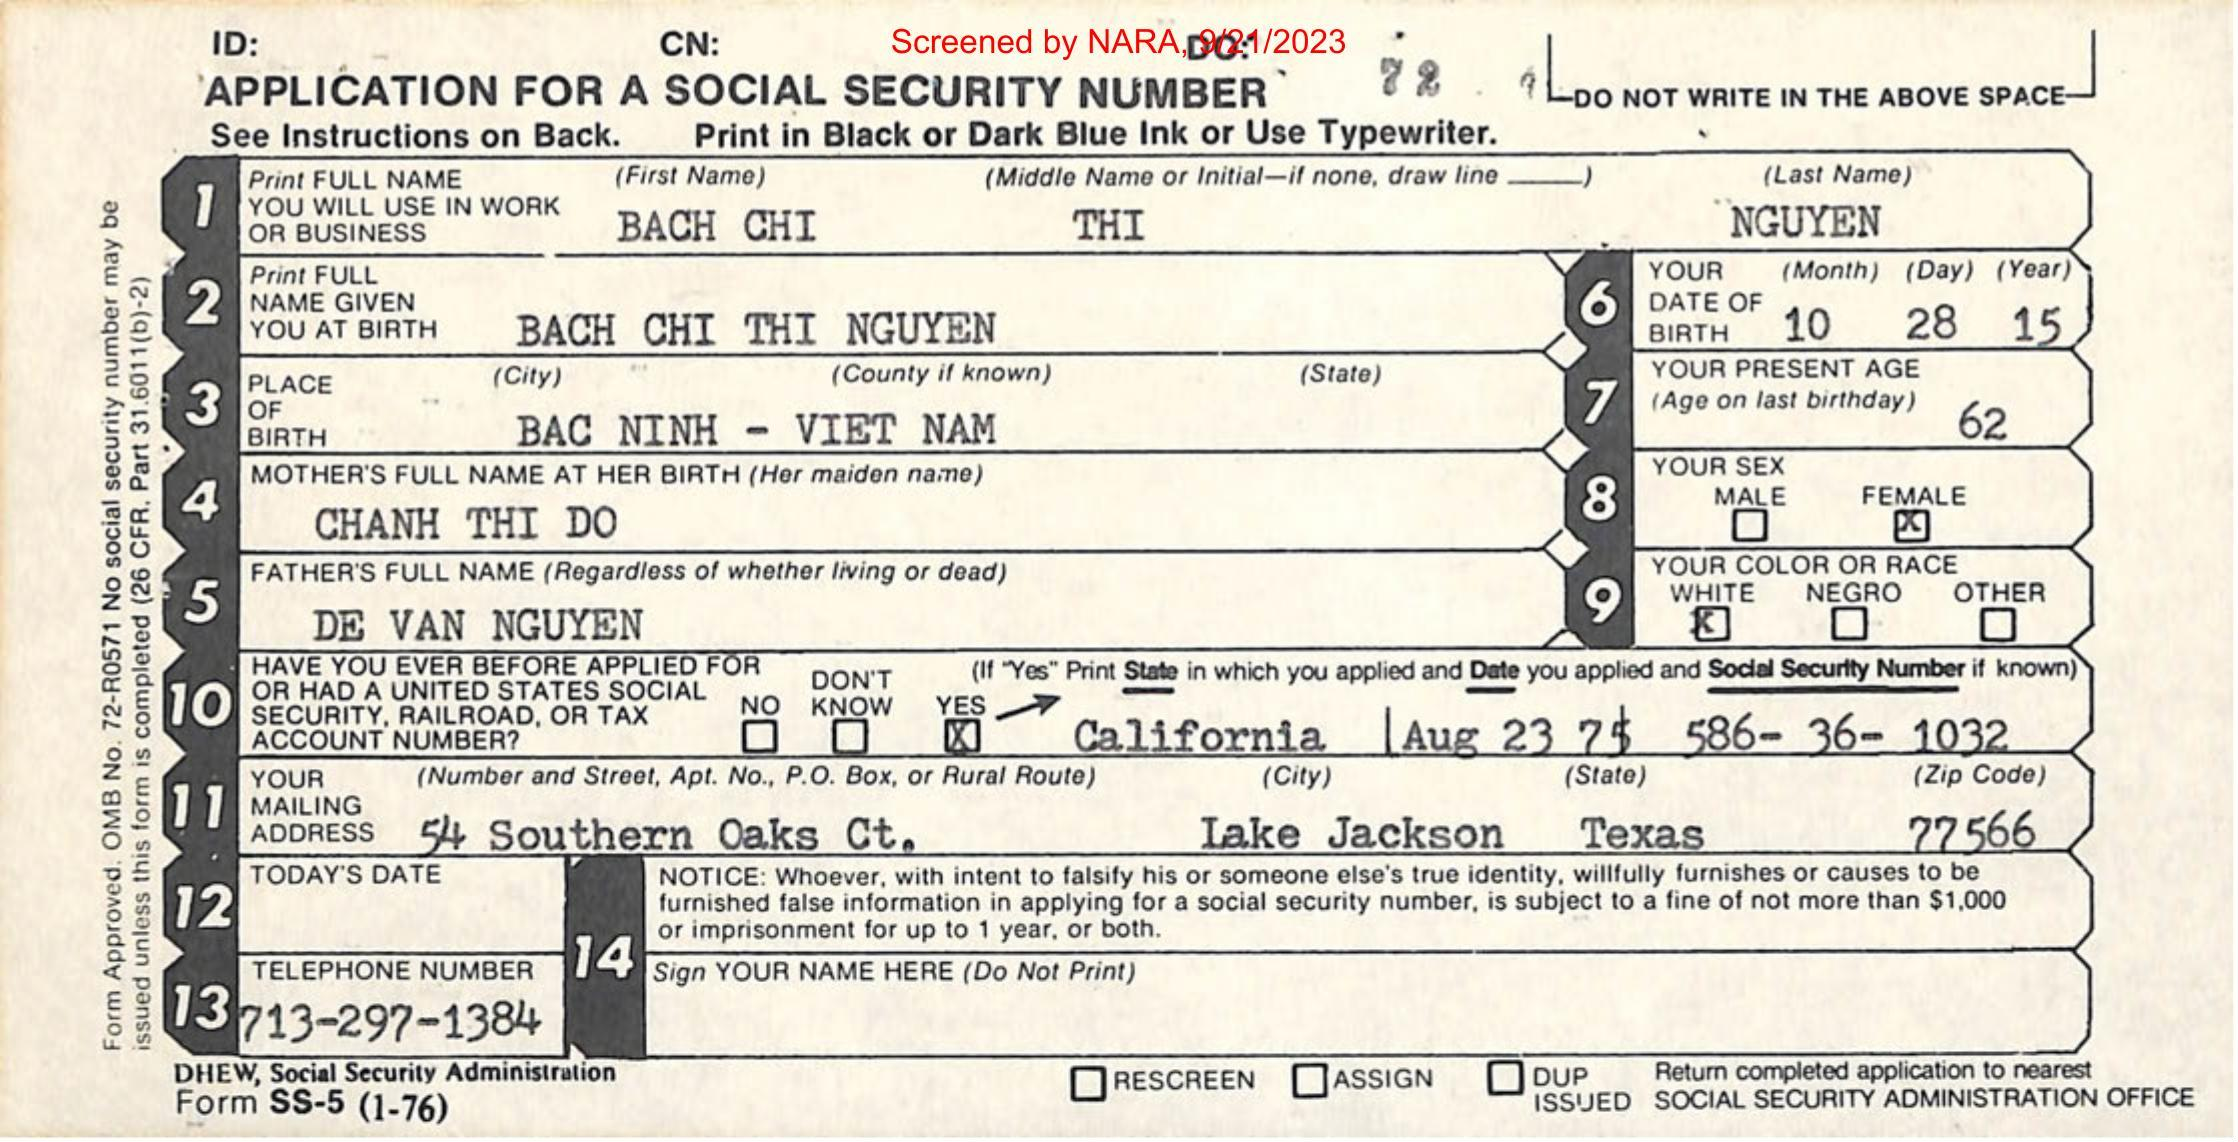 ID: CN: DO:
Screened by NARA, 9/21/2023
72
APPLICATION FOR A SOCIAL SECURITY NUMBER
DO NOT WRITE IN THE ABOVE SPACE
See Instructions on Back. Print in Black or Dark Blue Ink or Use Typewriter.
Form Approved. OMB No. 72-R0571 No social security number may be
issued unless this form is completed (26 CFR, Part 31.6011(b)-2)
1 Print FULL NAME (First Name) (Middle Name or Initial—if none, draw line ____) (Last Name)
YOU WILL USE IN WORK
OR BUSINESS BACH CHI THI NGUYEN
2 Print FULL
NAME GIVEN
YOU AT BIRTH BACH CHI THI NGUYEN
6 YOUR (Month) (Day) (Year)
DATE OF
BIRTH 10 28 15
3 PLACE (City) (County if known) (State)
OF
BIRTH BAC NINH - VIET NAM
7 YOUR PRESENT AGE
(Age on last birthday) 62
4 MOTHER'S FULL NAME AT HER BIRTH (Her maiden name)
CHANH THI DO
8 YOUR SEX
MALE FEMALE
X
5 FATHER'S FULL NAME (Regardless of whether living or dead)
DE VAN NGUYEN
9 YOUR COLOR OR RACE
WHITE NEGRO OTHER
X
10 HAVE YOU EVER BEFORE APPLIED FOR
OR HAD A UNITED STATES SOCIAL
SECURITY, RAILROAD, OR TAX
ACCOUNT NUMBER?
NO DON'T KNOW YES
X
(If "Yes" Print State in which you applied and Date you applied and Social Security Number if known)
California Aug 23 75 586- 36- 1032
11 YOUR (Number and Street, Apt. No., P.O. Box, or Rural Route) (City) (State) (Zip Code)
MAILING
ADDRESS 54 Southern Oaks Ct. Lake Jackson Texas 77566
12 TODAY'S DATE
NOTICE: Whoever, with intent to falsify his or someone else's true identity, willfully furnishes or causes to be
furnished false information in applying for a social security number, is subject to a fine of not more than $1,000
or imprisonment for up to 1 year, or both.
13 TELEPHONE NUMBER
713-297-1384
14 Sign YOUR NAME HERE (Do Not Print)
DHEW, Social Security Administration
Form SS-5 (1-76)
RESCREEN ASSIGN DUP
ISSUED
Return completed application to nearest
SOCIAL SECURITY ADMINISTRATION OFFICE